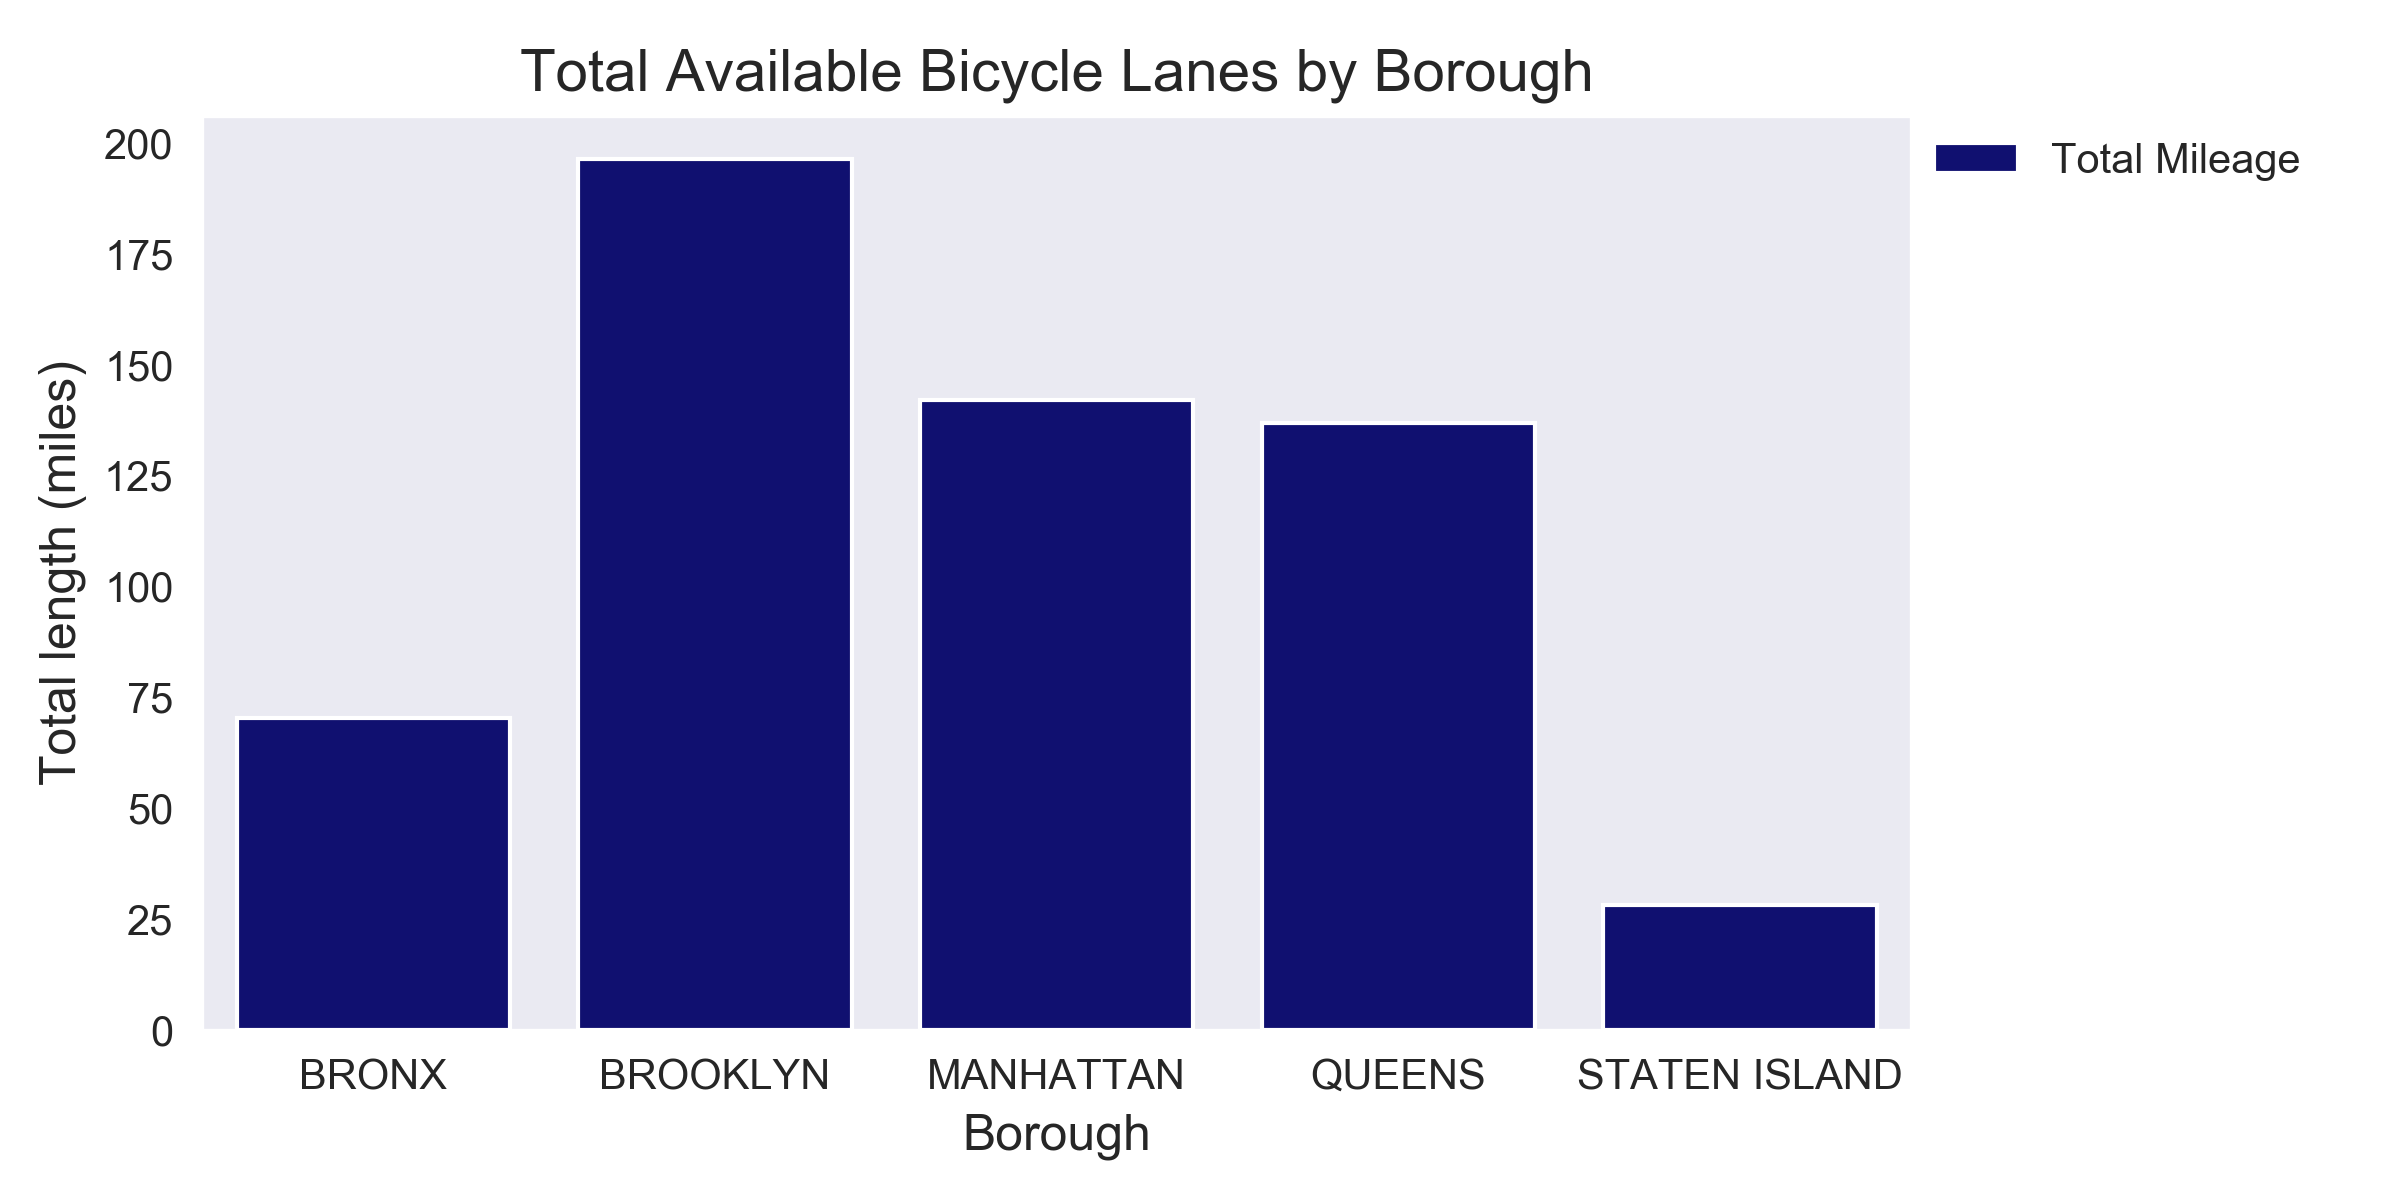 Total Available Bicycle Lanes by Borough
Total Mileage
Total length (miles)
200
175
150
125
100
75
50
25
0
BRONX
BROOKLYN
MANHATTAN
QUEENS
STATEN ISLAND
Borough